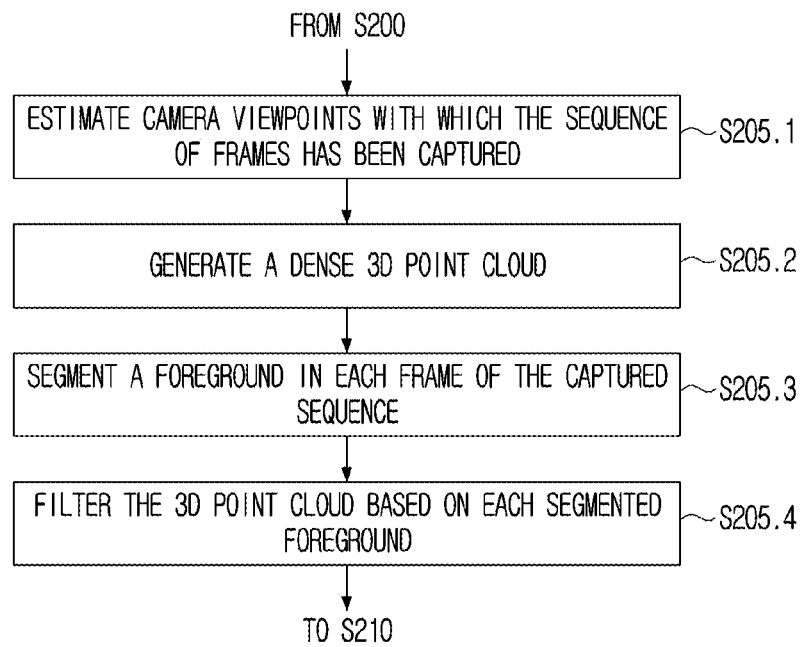 FROM S200
ESTIMATE CAMERA VIEWPOINTS WITH WHICH THE SEQUENCE
OF FRAMES HAS BEEN CAPTURED
S205.1
GENERATE A DENSE 3D POINT CLOUD
S205.2
SEGMENT A FOREGROUND IN EACH FRAME OF THE CAPTURED
SEQUENCE
S205.3
FILTER THE 3D POINT CLOUD BASED ON EACH SEGMENTED
FOREGROUND
S205.4
TO S210